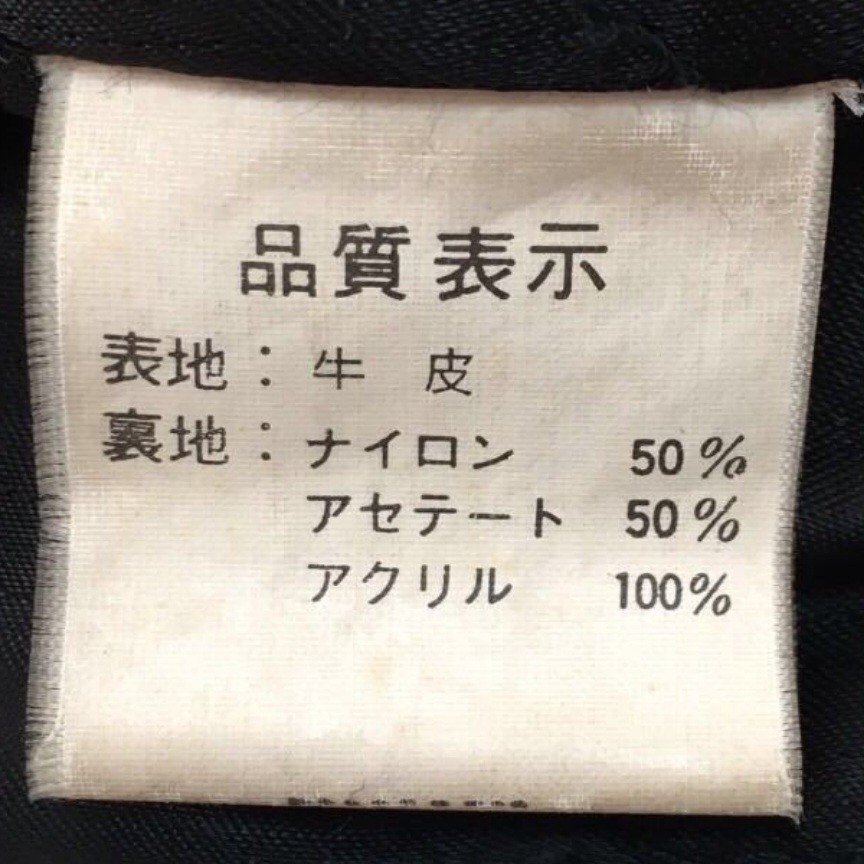 品質表示
表地：牛 皮
裏地：ナイロン 50%
アセテート 50%
アクリル 100%